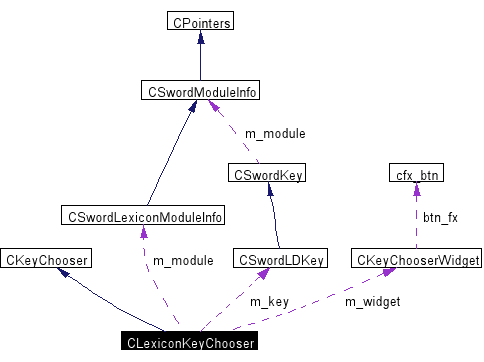 CPointers
CSwordModuleInfo
m_module
CSwordKey
cfx_btn
CSwordLexiconModuleInfo
btn_fx
CKeyChooser
m_module
CSwordLDKey
CKeyChooserWidget
m_key
m_widget
CLexiconKeyChooser